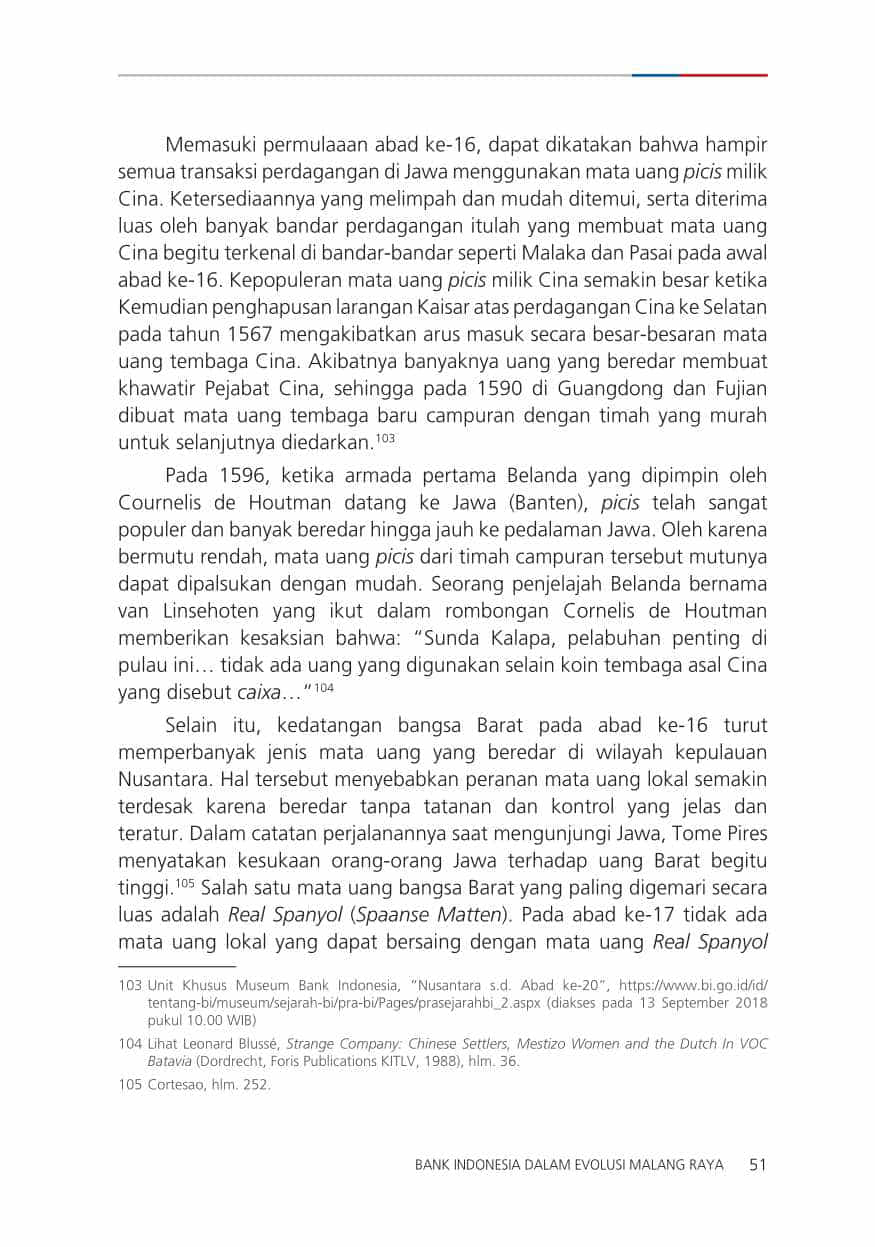 Memasuki permulaaan abad ke-16, dapat dikatakan bahwa hampir
semua transaksi perdagangan di Jawa menggunakan mata uang picis milik
Cina. Ketersediaannya yang melimpah dan mudah ditemui, serta diterima
luas oleh banyak bandar perdagangan itulah yang membuat mata uang
Cina begitu terkenal di bandar-bandar seperti Malaka dan Pasai pada awal
abad ke-16. Kepopuleran mata uang picis milik Cina semakin besar ketika
Kemudian penghapusan larangan Kaisar atas perdagangan Cina ke Selatan
pada tahun 1567 mengakibatkan arus masuk secara besar-besaran mata
uang tembaga Cina. Akibatnya banyaknya uang yang beredar membuat
khawatir Pejabat Cina, sehingga pada 1590 di Guangdong dan Fujian
dibuat mata uang tembaga baru campuran dengan timah yang murah
untuk selanjutnya diedarkan.103
Pada 1596, ketika armada pertama Belanda yang dipimpin oleh
Cournelis de Houtman datang ke Jawa (Banten), picis telah sangat
populer dan banyak beredar hingga jauh ke pedalaman Jawa. Oleh karena
bermutu rendah, mata uang picis dari timah campuran tersebut mutunya
dapat dipalsukan dengan mudah. Seorang penjelajah Belanda bernama
van Linsehoten yang ikut dalam rombongan Cornelis de Houtman
memberikan kesaksian bahwa: “Sunda Kalapa, pelabuhan penting di
pulau ini… tidak ada uang yang digunakan selain koin tembaga asal Cina
yang disebut caixa…”104
Selain itu, kedatangan bangsa Barat pada abad ke-16 turut
memperbanyak jenis mata uang yang beredar di wilayah kepulauan
Nusantara. Hal tersebut menyebabkan peranan mata uang lokal semakin
terdesak karena beredar tanpa tatanan dan kontrol yang jelas dan
teratur. Dalam catatan perjalanannya saat mengunjungi Jawa, Tome Pires
menyatakan kesukaan orang-orang Jawa terhadap uang Barat begitu
tinggi.105 Salah satu mata uang bangsa Barat yang paling digemari secara
luas adalah Real Spanyol (Spaanse Matten). Pada abad ke-17 tidak ada
mata uang lokal yang dapat bersaing dengan mata uang Real Spanyol
103 Unit Khusus Museum Bank Indonesia, “Nusantara s.d. Abad ke-20”, https://www.bi.go.id/id/
tentang-bi/museum/sejarah-bi/pra-bi/Pages/prasejarahbi_2.aspx (diakses pada 13 September 2018
pukul 10.00 WIB)
104 Lihat Leonard Blussé, Strange Company: Chinese Settlers, Mestizo Women and the Dutch In VOC
Batavia (Dordrecht, Foris Publications KITLV, 1988), hlm. 36.
105 Cortesao, hlm. 252.
BANK INDONESIA DALAM EVOLUSI MALANG RAYA 51